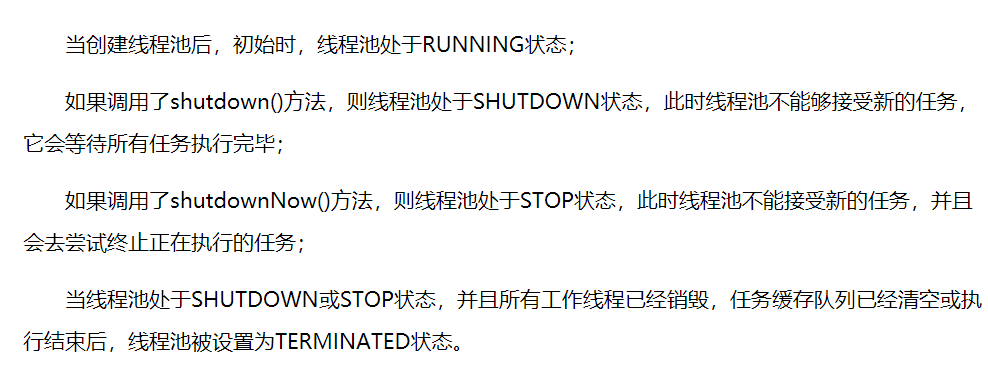 当创建线程池后，初始时，线程池处于RUNNING状态；
如果调用了shutdown()方法，则线程池处于SHUTDOWN状态，此时线程池不能够接受新的任务，
它会等待所有任务执行完毕；
如果调用了shutdownNow()方法，则线程池处于STOP状态，此时线程池不能接受新的任务，并且
会去尝试终止正在执行的任务；
当线程池处于SHUTDOWN或STOP状态，并且所有工作线程已经销毁，任务缓存队列已经清空或执
行结束后，线程池被设置为TERMINATED状态。